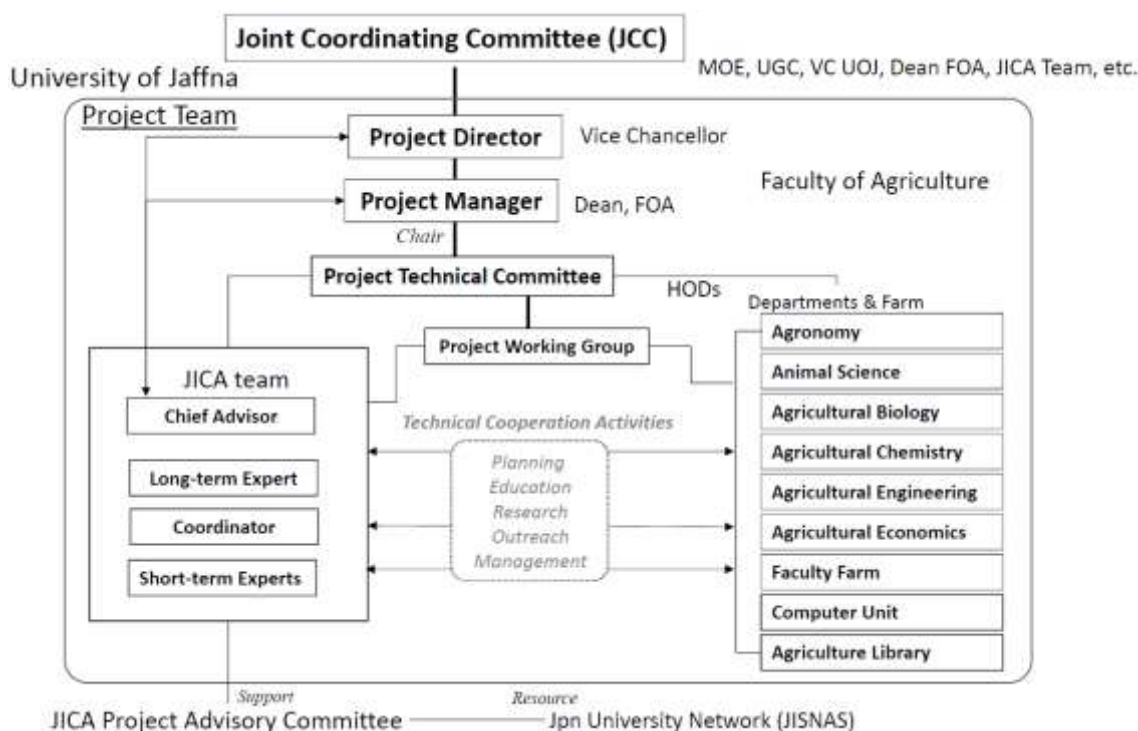 Joint Coordinating Committee (JCC)
University of Jaffna
MOE, UGC, VC UOJ, Dean FOA, JICA Team, etc.
Project Team
Project Director
Vice Chancellor
Faculty of Agriculture
Project Manager
Dean, FOA
Chair
Project Technical Committee
HODs
Departments & Farm
Project Working Group
Agronomy
Animal Science
Agricultural Biology
Agricultural Chemistry
Agricultural Engineering
Agricultural Economics
Faculty Farm
Computer Unit
Agriculture Library
JICA team
Chief Advisor
Long-term Expert
Coordinator
Short-term Experts
Technical Cooperation Activities
Planning
Education
Research
Outreach
Management
Support
Resource
JICA Project Advisory Committee
Jpn University Network (JISNAS)